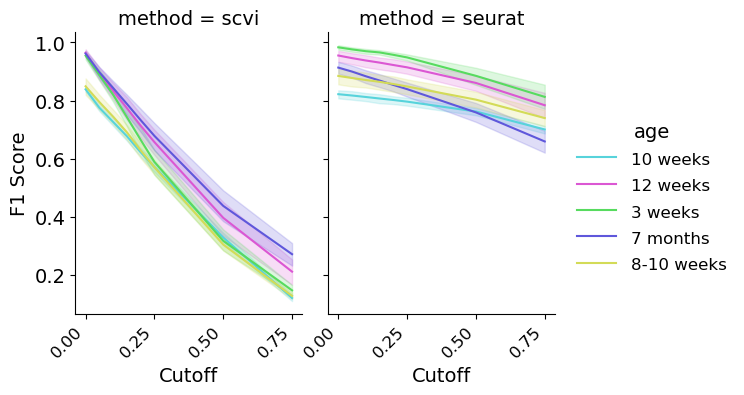 method = scvi
method = seurat
1.0
0.8
0.6
0.4
0.2
F1 Score
0.00
0.25
0.50
0.75
Cutoff
0.00
0.25
0.50
0.75
Cutoff
age
10 weeks
12 weeks
3 weeks
7 months
8-10 weeks